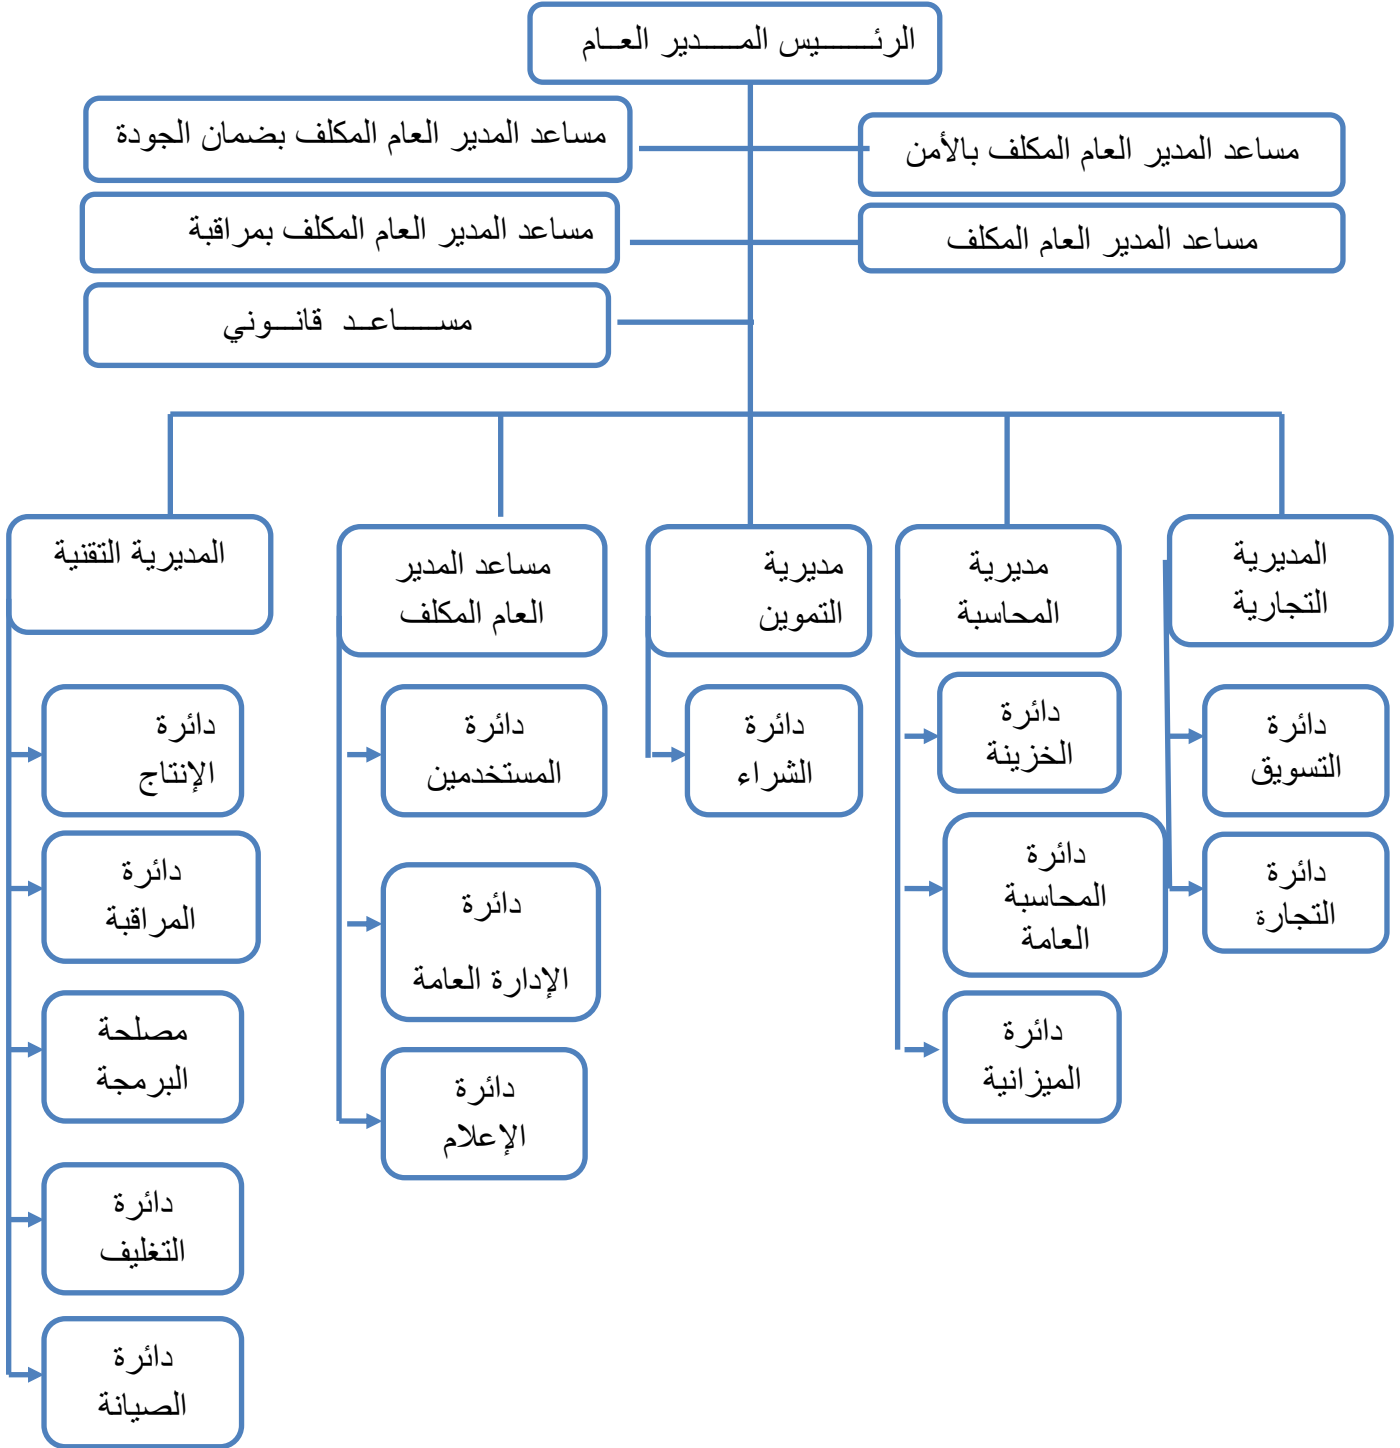 الرئـــــيس المــــدير العــام
مساعد المدير العام المكلف بالأمن
مساعد المدير العام المكلف بضمان الجودة
مساعد المدير العام المكلف
مساعد المدير العام المكلف بمراقبة
مســــاعــد قانـــوني
المديرية
التجارية
مديرية
المحاسبة
مديرية
التموين
مساعد المدير
العام المكلف
المديرية التقنية
دائرة
التسويق
دائرة
التجارة
دائرة
الخزينة
دائرة
المحاسبة
العامة
دائرة
الميزانية
دائرة
الشراء
دائرة
المستخدمين
دائرة
الإدارة العامة
دائرة
الإعلام
دائرة
الإنتاج
دائرة
المراقبة
مصلحة
البرمجة
دائرة
التغليف
دائرة
الصيانة